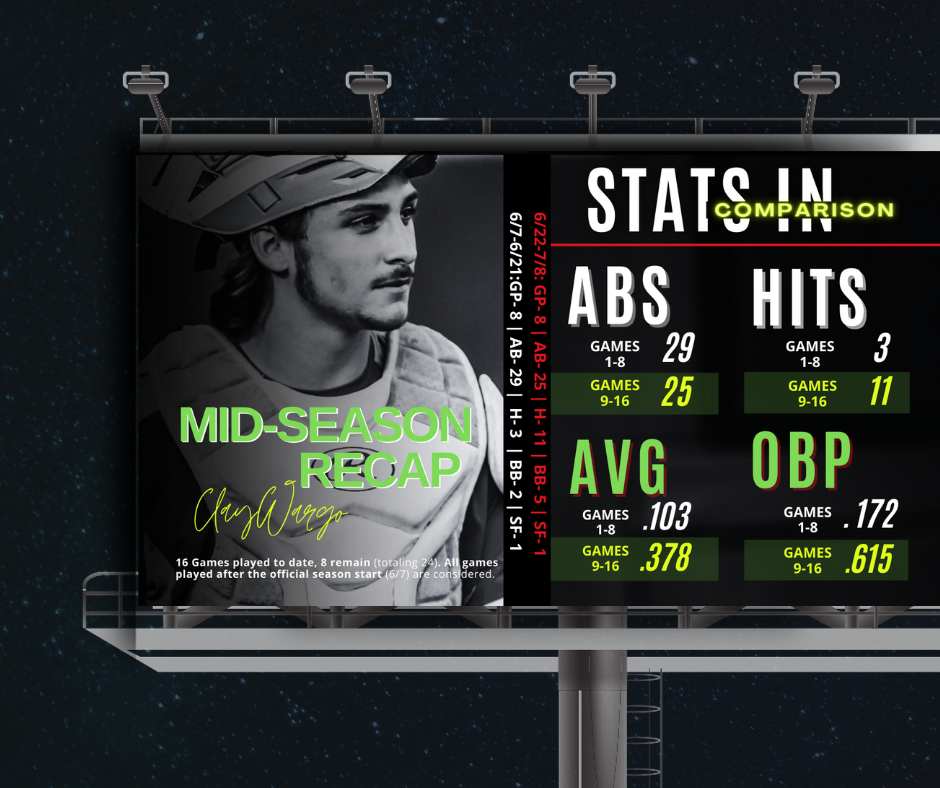 MID-SEASON
RECAP
Clay Wargo
16 Games played to date, 8 remain (totaling 24). All games
played after the official season start (6/7) are considered.
6/22-7/8: GP- 8 | AB- 25 | H- 11 | BB- 5 | SF- 1
6/7-6/21:GP- 8 | AB- 29 | H- 3 | BB- 2 | SF- 1
STATS IN
COMPARISON
ABS
GAMES
1-8
29
GAMES
9-16
25
HITS
GAMES
1-8
3
GAMES
9-16
11
AVG
GAMES
1-8
.103
GAMES
9-16
.378
OBP
GAMES
1-8
.172
GAMES
9-16
.615